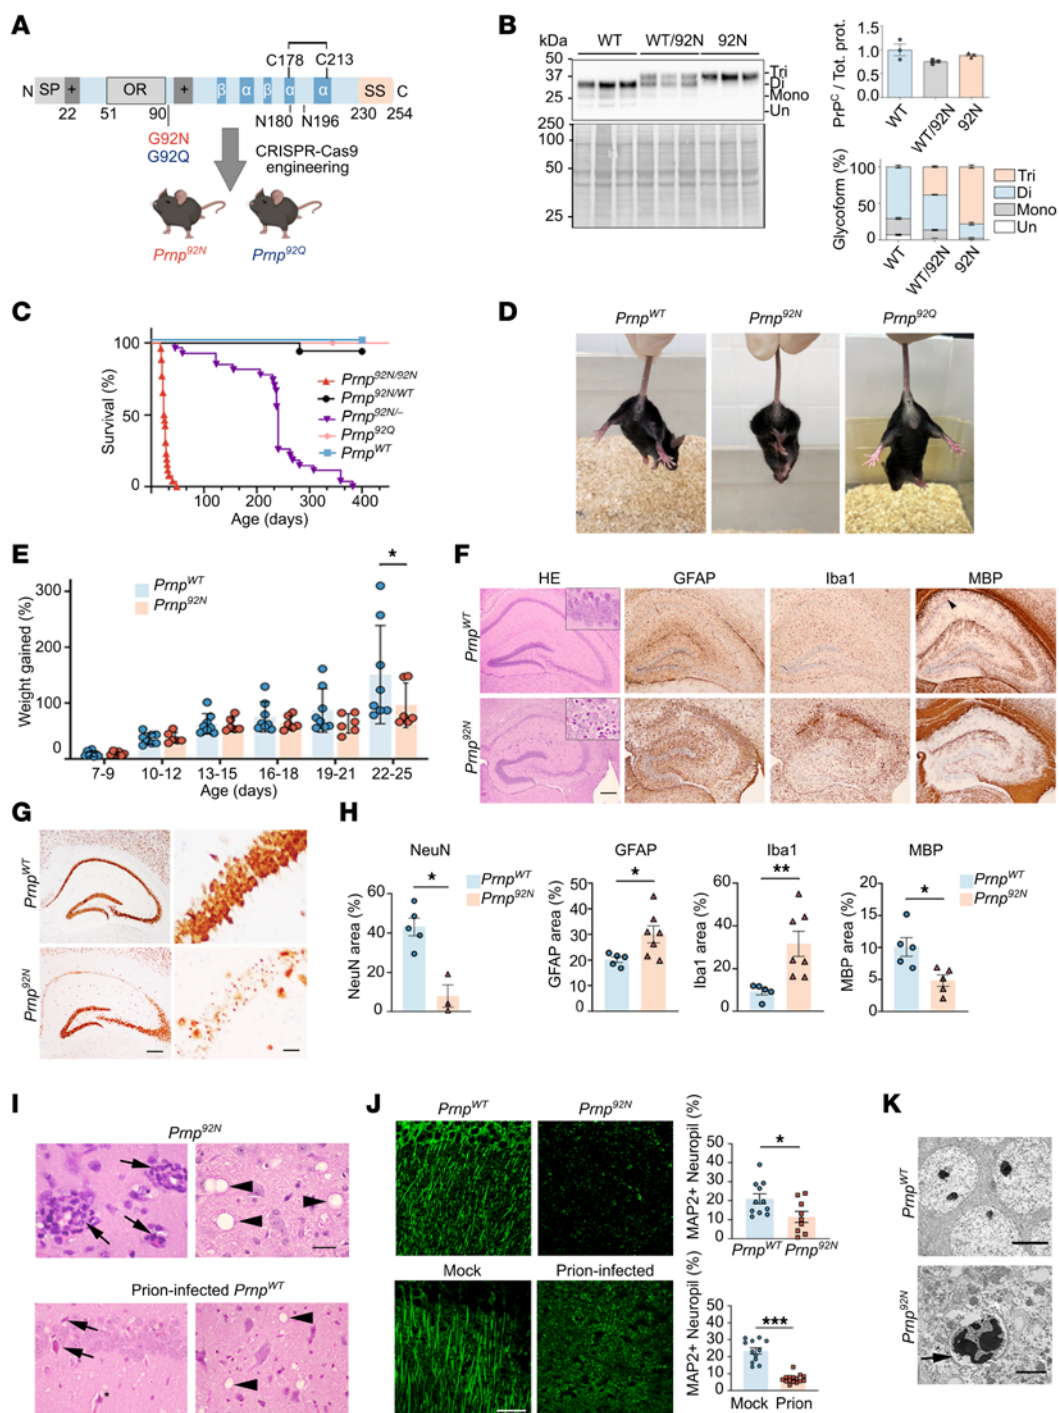 A
C178 C213
N SP + OR + β α β α α SS C
22 51 90 N180 N196 230 254
G92N
G92Q
CRISPR-Cas9
engineering
Prnp92N Prnp92Q
B
kDa WT WT/92N 92N
50
37
25
Tri
Di
Mono
Un
250
100
50
25
PrPC / Tot. prot.
1.5
1.0
0.5
0.0
WT WT/92N 92N
Glycoform (%)
100
50
0
WT WT/92N 92N
Tri
Di
Mono
Un
C
Survival (%)
100
50
0
100 200 300 400
Age (days)
Prnp92N/92N
Prnp92N/WT
Prnp92N/–
Prnp92Q
PrnpWT
D
PrnpWT Prnp92N Prnp92Q
E
Weight gained (%)
300
200
100
0
PrnpWT
Prnp92N
*
7-9 10-12 13-15 16-18 19-21 22-25
Age (days)
F
HE GFAP Iba1 MBP
PrnpWT
Prnp92N
G
PrnpWT
Prnp92N
H
NeuN
NeuN area (%)
60
40
20
0
*
PrnpWT
Prnp92N
GFAP
GFAP area (%)
50
40
30
20
10
0
*
Iba1
Iba1 area (%)
60
40
20
0
**
MBP
MBP area (%)
20
15
10
5
0
*
PrnpWT
Prnp92N
I
Prnp92N
Prion-infected PrnpWT
*
J
PrnpWT Prnp92N
Mock Prion-infected
MAP2+ Neuropil (%)
50
40
30
20
10
0
*
PrnpWT Prnp92N
MAP2+ Neuropil (%)
50
40
30
20
10
0
***
Mock Prion
K
PrnpWT
Prnp92N